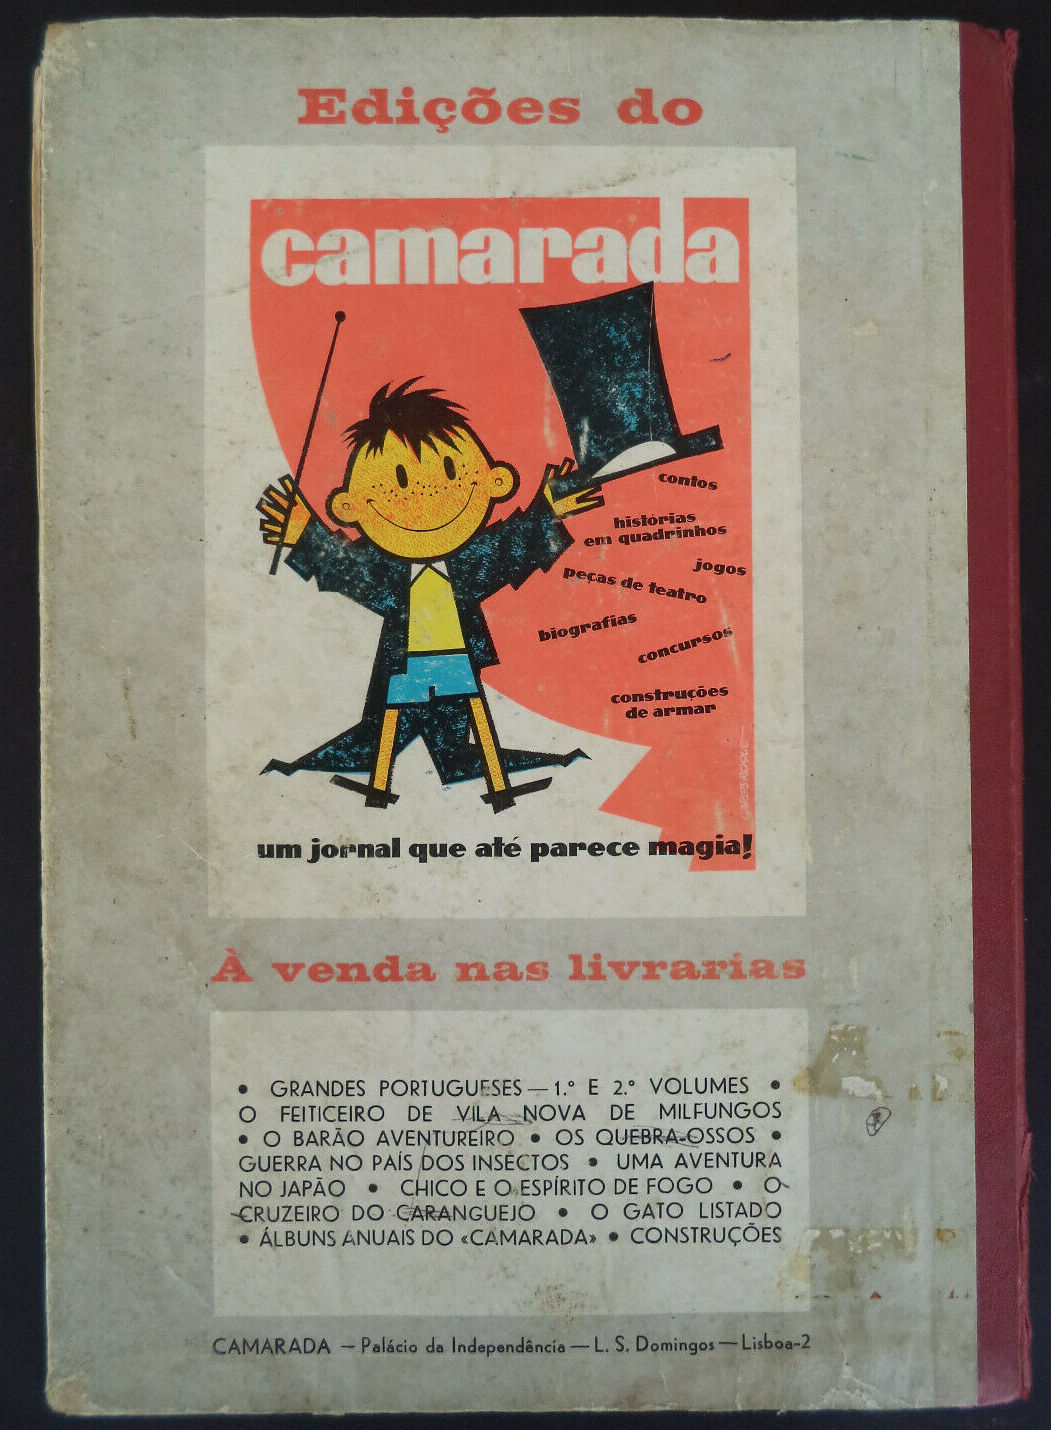 Edições do
camarada
contos
histórias
em quadrinhos
jogos
peças de teatro
biografias
concursos
construções
de armar
CARLOS ROQUE
um jornal que até parece magia!
À venda nas livrarias
• GRANDES PORTUGUESES — 1.º E 2.º VOLUMES •
O FEITICEIRO DE VILA NOVA DE MILFUNGOS
• O BARÃO AVENTUREIRO • OS QUEBRA-OSSOS •
GUERRA NO PAÍS DOS INSECTOS • UMA AVENTURA
NO JAPÃO • CHICO E O ESPÍRITO DE FOGO • O
CRUZEIRO DO CARANGUEJO • O GATO LISTADO
• ÁLBUNS ANUAIS DO «CAMARADA» • CONSTRUÇÕES
CAMARADA — Palácio da Independência — L. S. Domingos — Lisboa-2